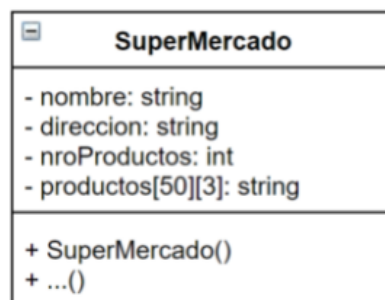 SuperMercado
- nombre: string
- direccion: string
- nroProductos: int
- productos[50][3]: string
+ SuperMercado()
+ ...()